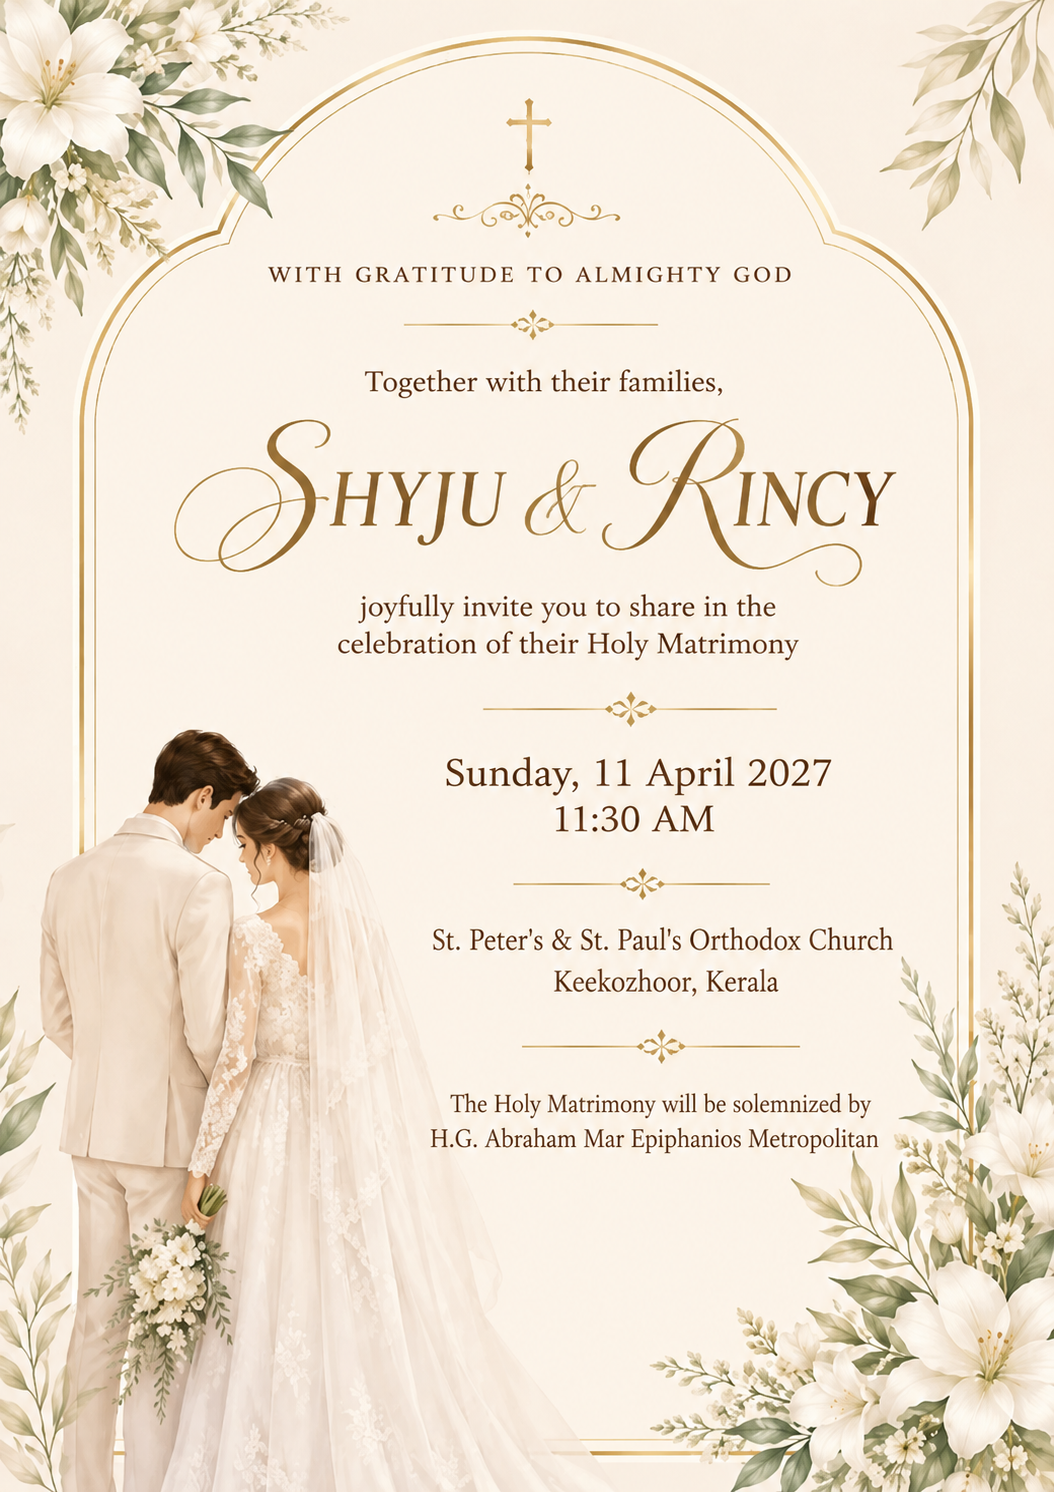 WITH GRATITUDE TO ALMIGHTY GOD
Together with their families,
SHYJU & RINCY
joyfully invite you to share in the
celebration of their Holy Matrimony
Sunday, 11 April 2027
11:30 AM
St. Peter's & St. Paul's Orthodox Church
Keekozhoor, Kerala
The Holy Matrimony will be solemnized by
H.G. Abraham Mar Epiphanios Metropolitan